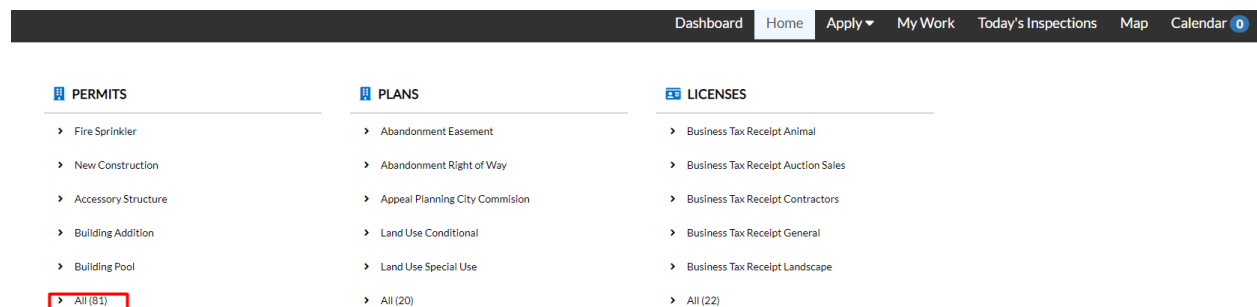 Dashboard Home Apply My Work Today's Inspections Map Calendar 0
PERMITS
Fire Sprinkler
New Construction
Accessory Structure
Building Addition
Building Pool
All (81)
PLANS
Abandonment Easement
Abandonment Right of Way
Appeal Planning City Commision
Land Use Conditional
Land Use Special Use
All (20)
LICENSES
Business Tax Receipt Animal
Business Tax Receipt Auction Sales
Business Tax Receipt Contractors
Business Tax Receipt General
Business Tax Receipt Landscape
All (22)